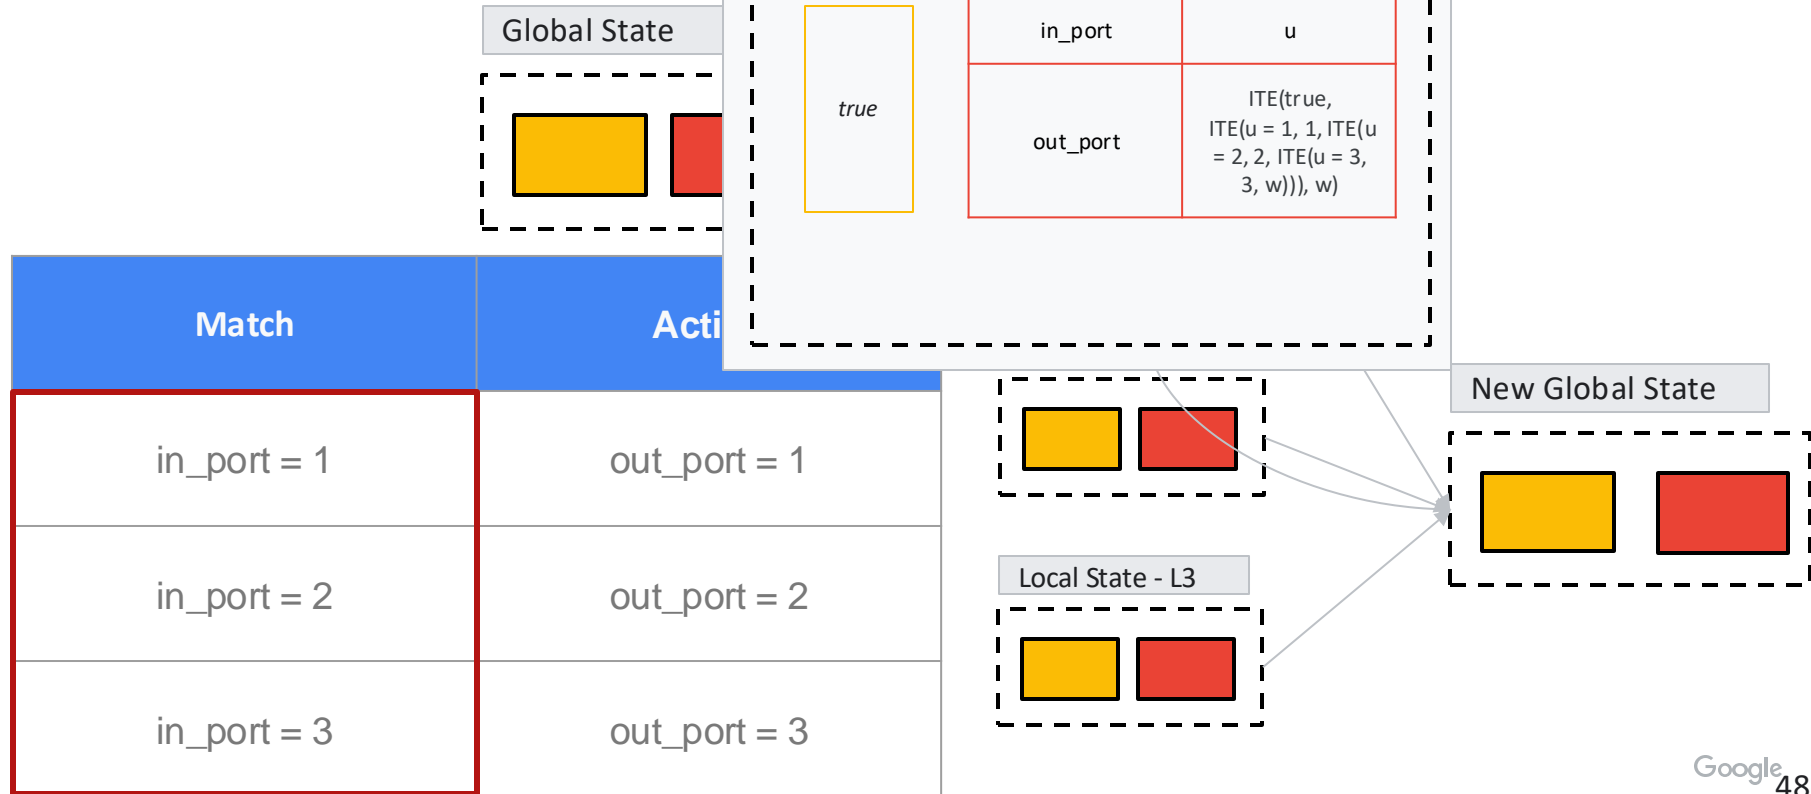 Global State
in_port
u
true
out_port
ITE(true,
ITE(u = 1, 1, ITE(u
= 2, 2, ITE(u = 3,
3, w))), w)
Match
Acti
in_port = 1
out_port = 1
in_port = 2
out_port = 2
in_port = 3
out_port = 3
New Global State
Local State - L3
Google
48